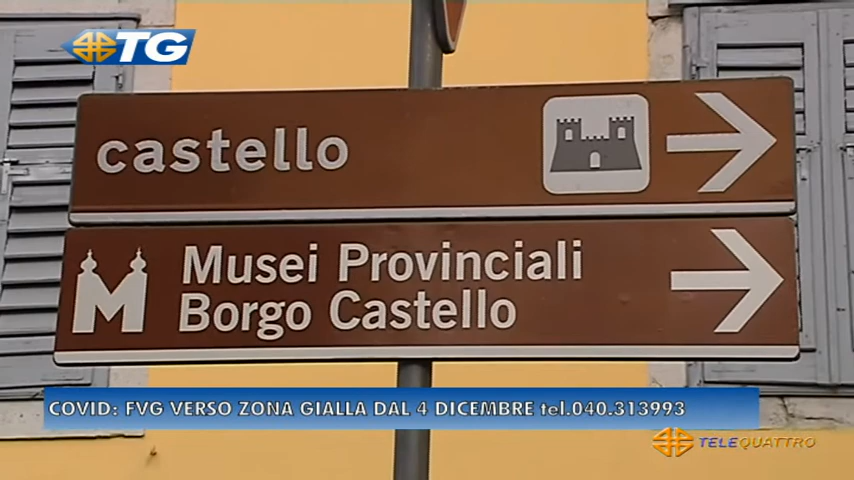 TG
castello
M
Musei Provinciali
Borgo Castello
COVID: FVG VERSO ZONA GIALLA DAL 4 DICEMBRE tel.040.313993
TELEQUATTRO